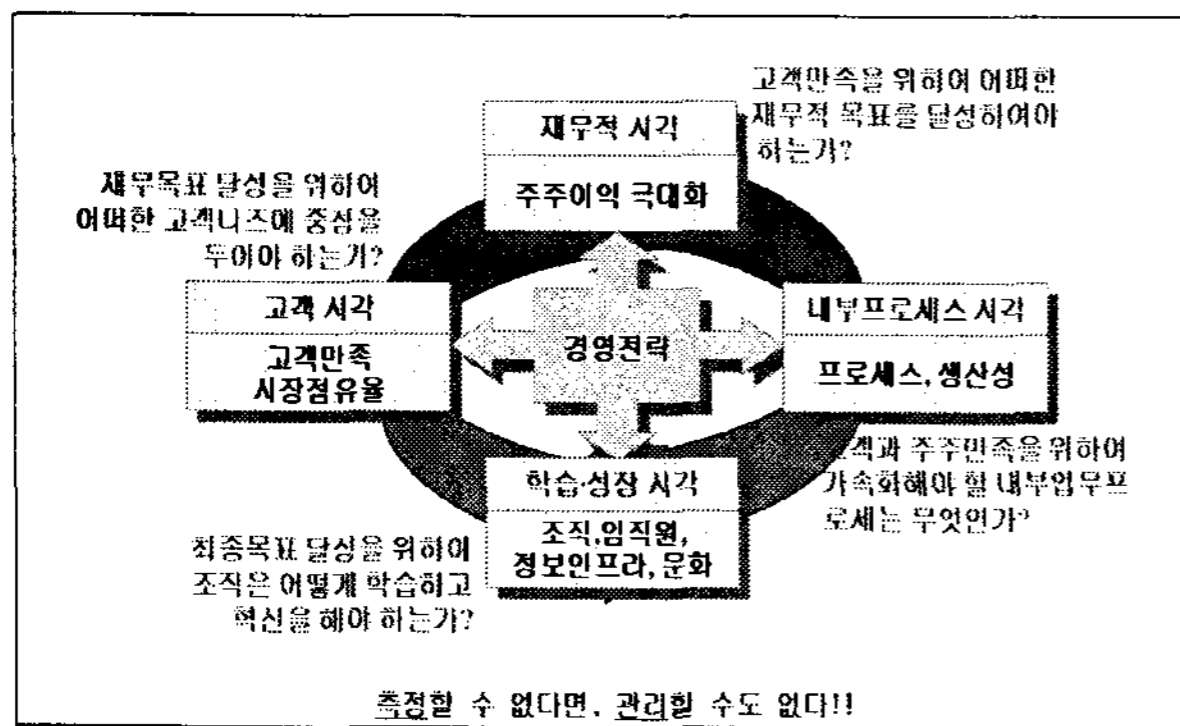 고객만족을 위하여 어떠한
재무적 목표를 달성하여야
하는가?
재무적 시각
주주이익 극대화
재무목표 달성을 위하여
어떠한 고객니즈에 중점을
두어야 하는가?
고객 시각
고객만족
시장점유율
경영전략
내부프로세스 시각
프로세스, 생산성
고객과 주주만족을 위하여
가속화해야 할 내부업무프
로세는 무엇인가?
학습·성장 시각
조직,임직원,
정보인프라, 문화
최종목표 달성을 위하여
조직은 어떻게 학습하고
혁신을 해야 하는가?
측정할 수 없다면, 관리할 수도 없다!!